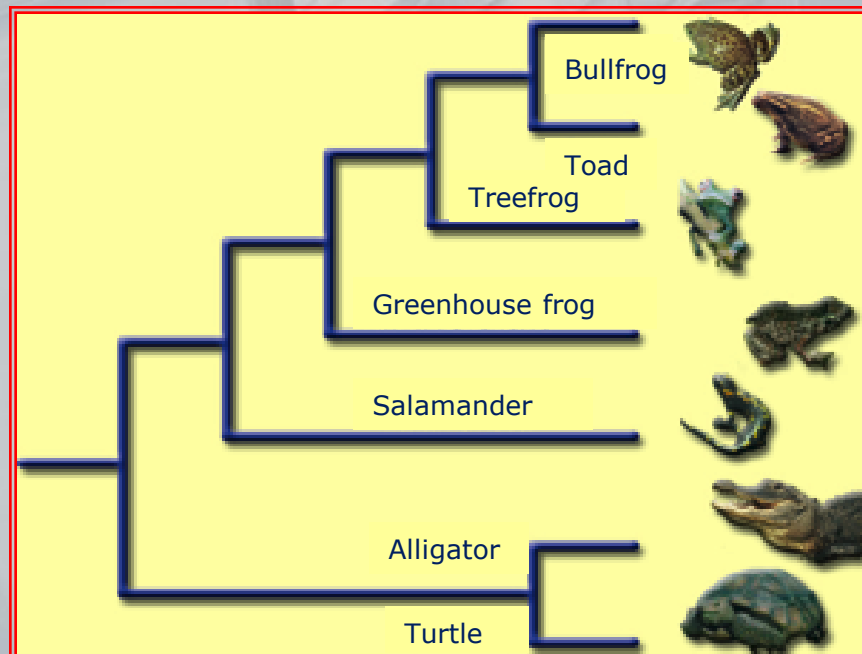 Bullfrog
Toad
Treefrog
Greenhouse frog
Salamander
Alligator
Turtle